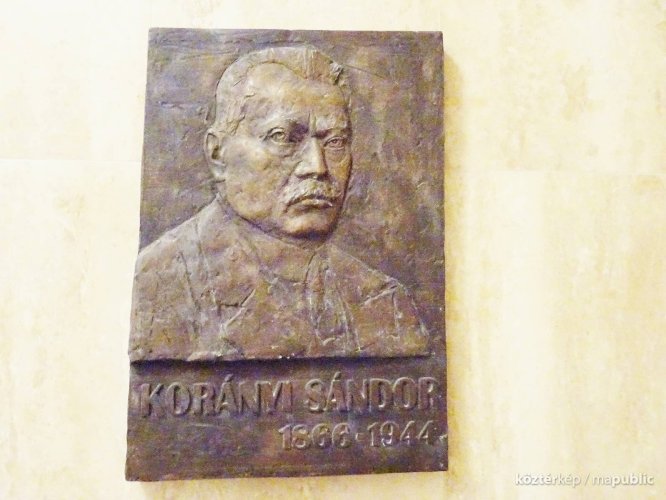 KORÁNYI SÁNDOR
1866-1944
köztérkép / mapublic